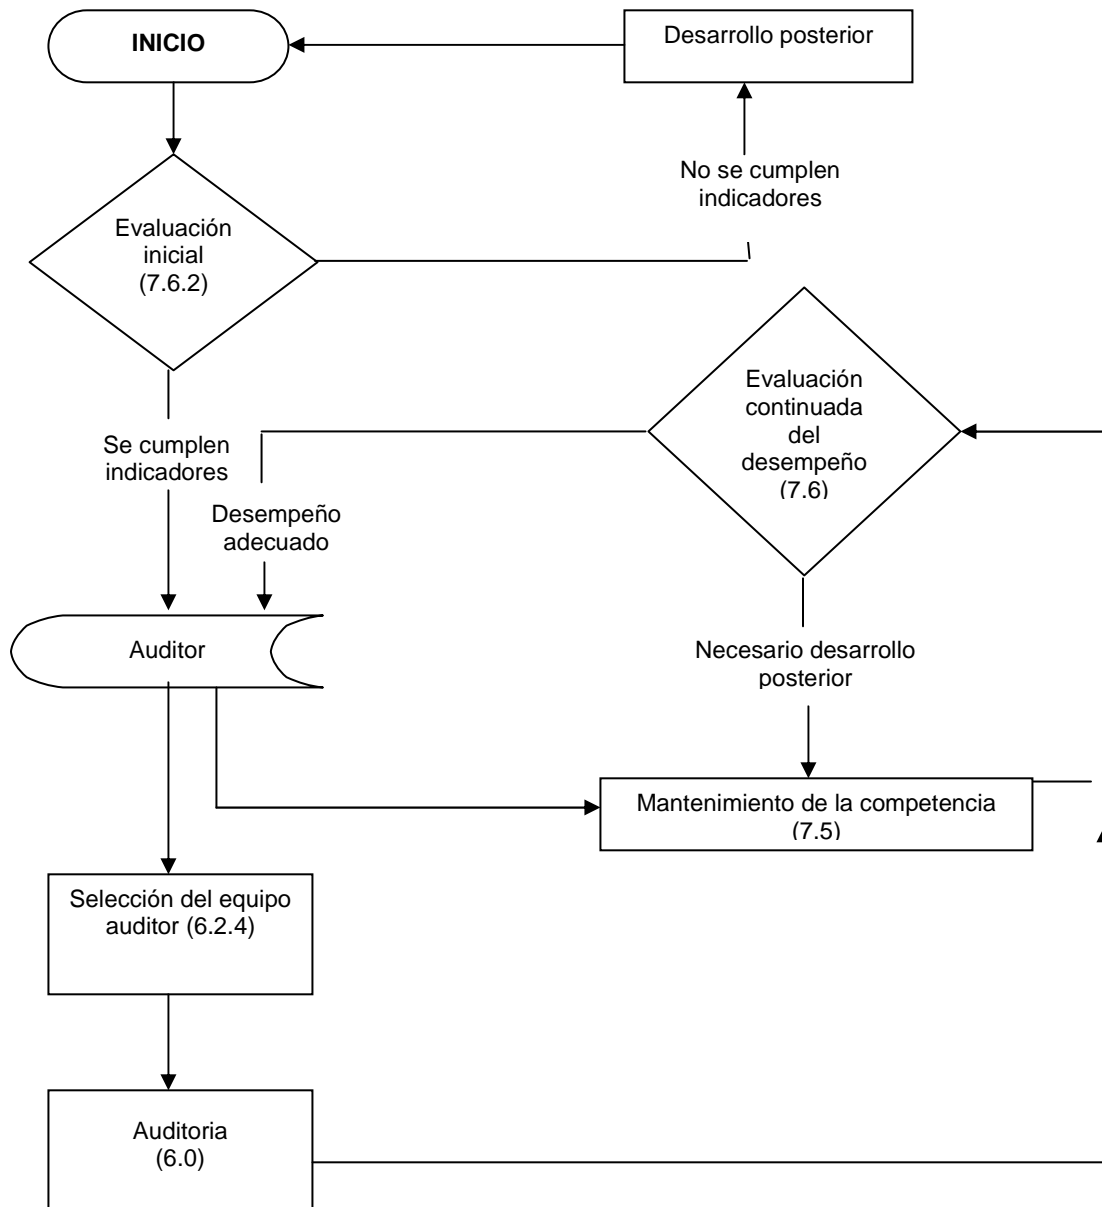 INICIO
Desarrollo posterior
No se cumplen
indicadores
Evaluación
inicial
(7.6.2)
Evaluación
continuada
del
desempeño
(7.6)
Se cumplen
indicadores
Desempeño
adecuado
Auditor
Necesario desarrollo
posterior
Mantenimiento de la competencia
(7.5)
Selección del equipo
auditor (6.2.4)
Auditoria
(6.0)